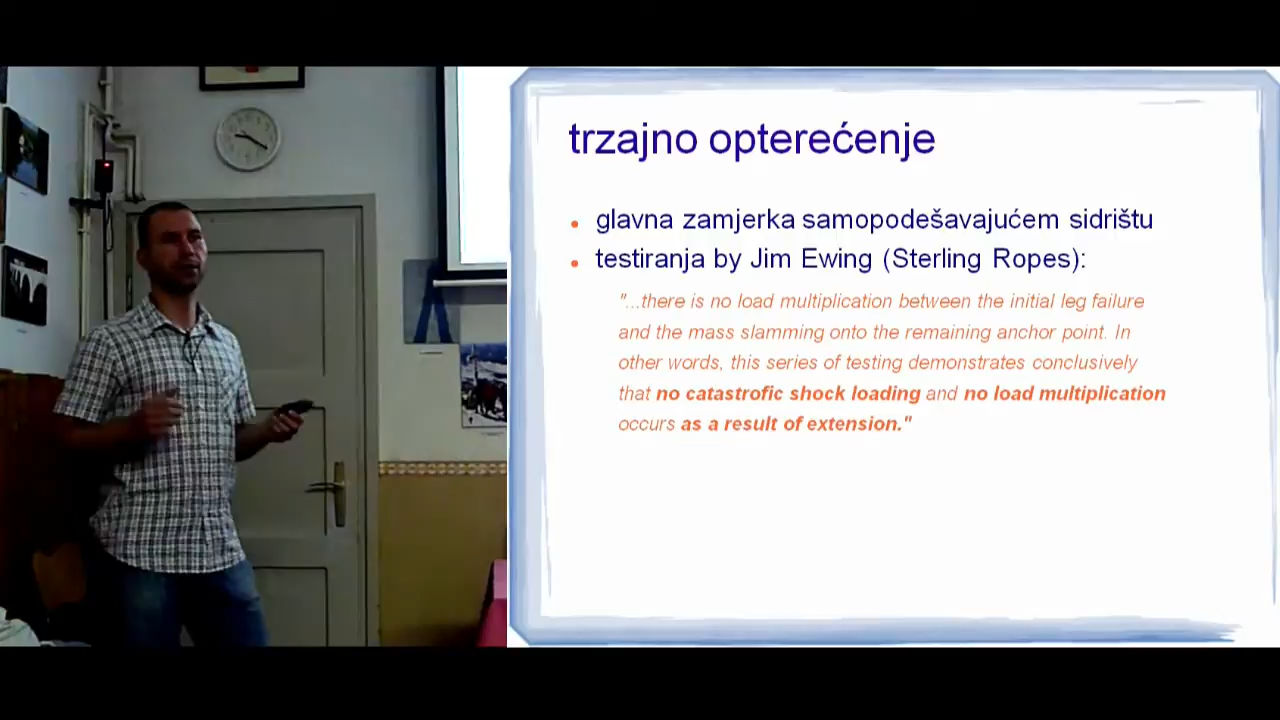 trzajno opterećenje
glavna zamjerka samopodešavajućem sidrištu
testiranja by Jim Ewing (Sterling Ropes):
"...there is no load multiplication between the initial leg failure
and the mass slamming onto the remaining anchor point. In
other words, this series of testing demonstrates conclusively
that no catastrofic shock loading and no load multiplication
occurs as a result of extension."